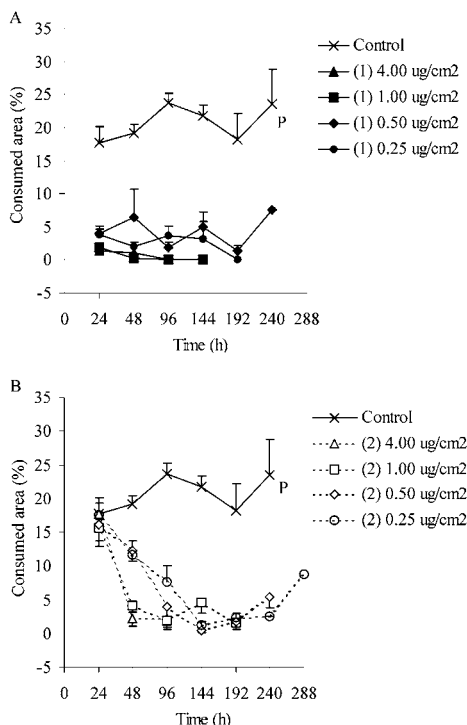 A
Consumed area (%)
35
30
25
20
15
10
5
0
-5
0 24 48 96 144 192 240 288
Time (h)
P
Control
(1) 4.00 ug/cm2
(1) 1.00 ug/cm2
(1) 0.50 ug/cm2
(1) 0.25 ug/cm2
B
Consumed area (%)
35
30
25
20
15
10
5
0
-5
0 24 48 96 144 192 240 288
Time (h)
P
Control
(2) 4.00 ug/cm2
(2) 1.00 ug/cm2
(2) 0.50 ug/cm2
(2) 0.25 ug/cm2